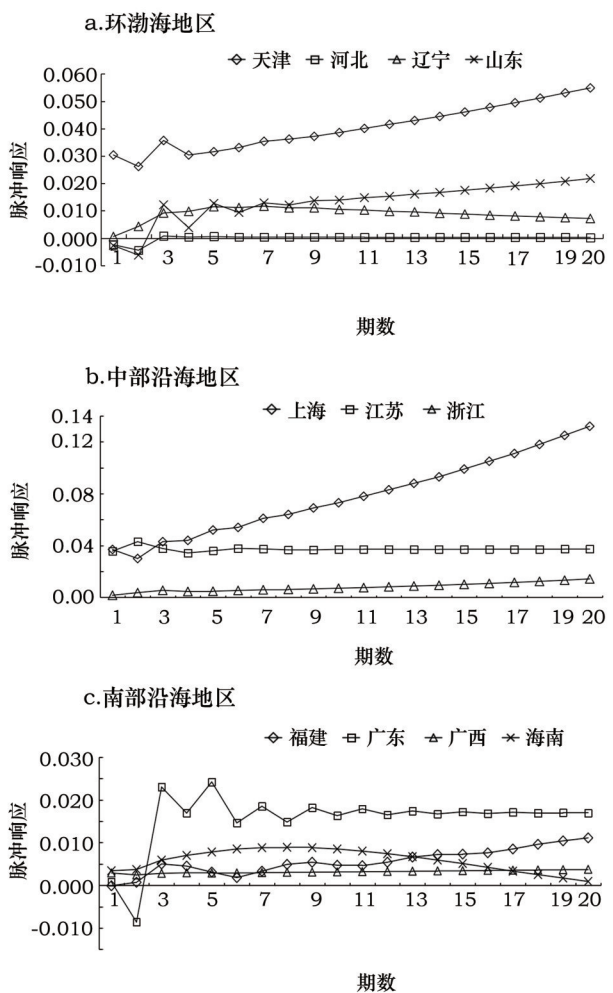 a.环渤海地区
天津 河北 辽宁 山东
0.060
0.050
0.040
0.030
0.020
0.010
0.000
-0.010
脉冲响应
1 3 5 7 9 11 13 15 17 19 20
期数
b.中部沿海地区
上海 江苏 浙江
0.14
0.12
0.08
0.04
0.00
脉冲响应
1 3 5 7 9 11 13 15 17 19 20
期数
c.南部沿海地区
福建 广东 广西 海南
0.030
0.020
0.010
0.000
-0.010
脉冲响应
1 3 5 7 9 11 13 15 17 19 20
期数